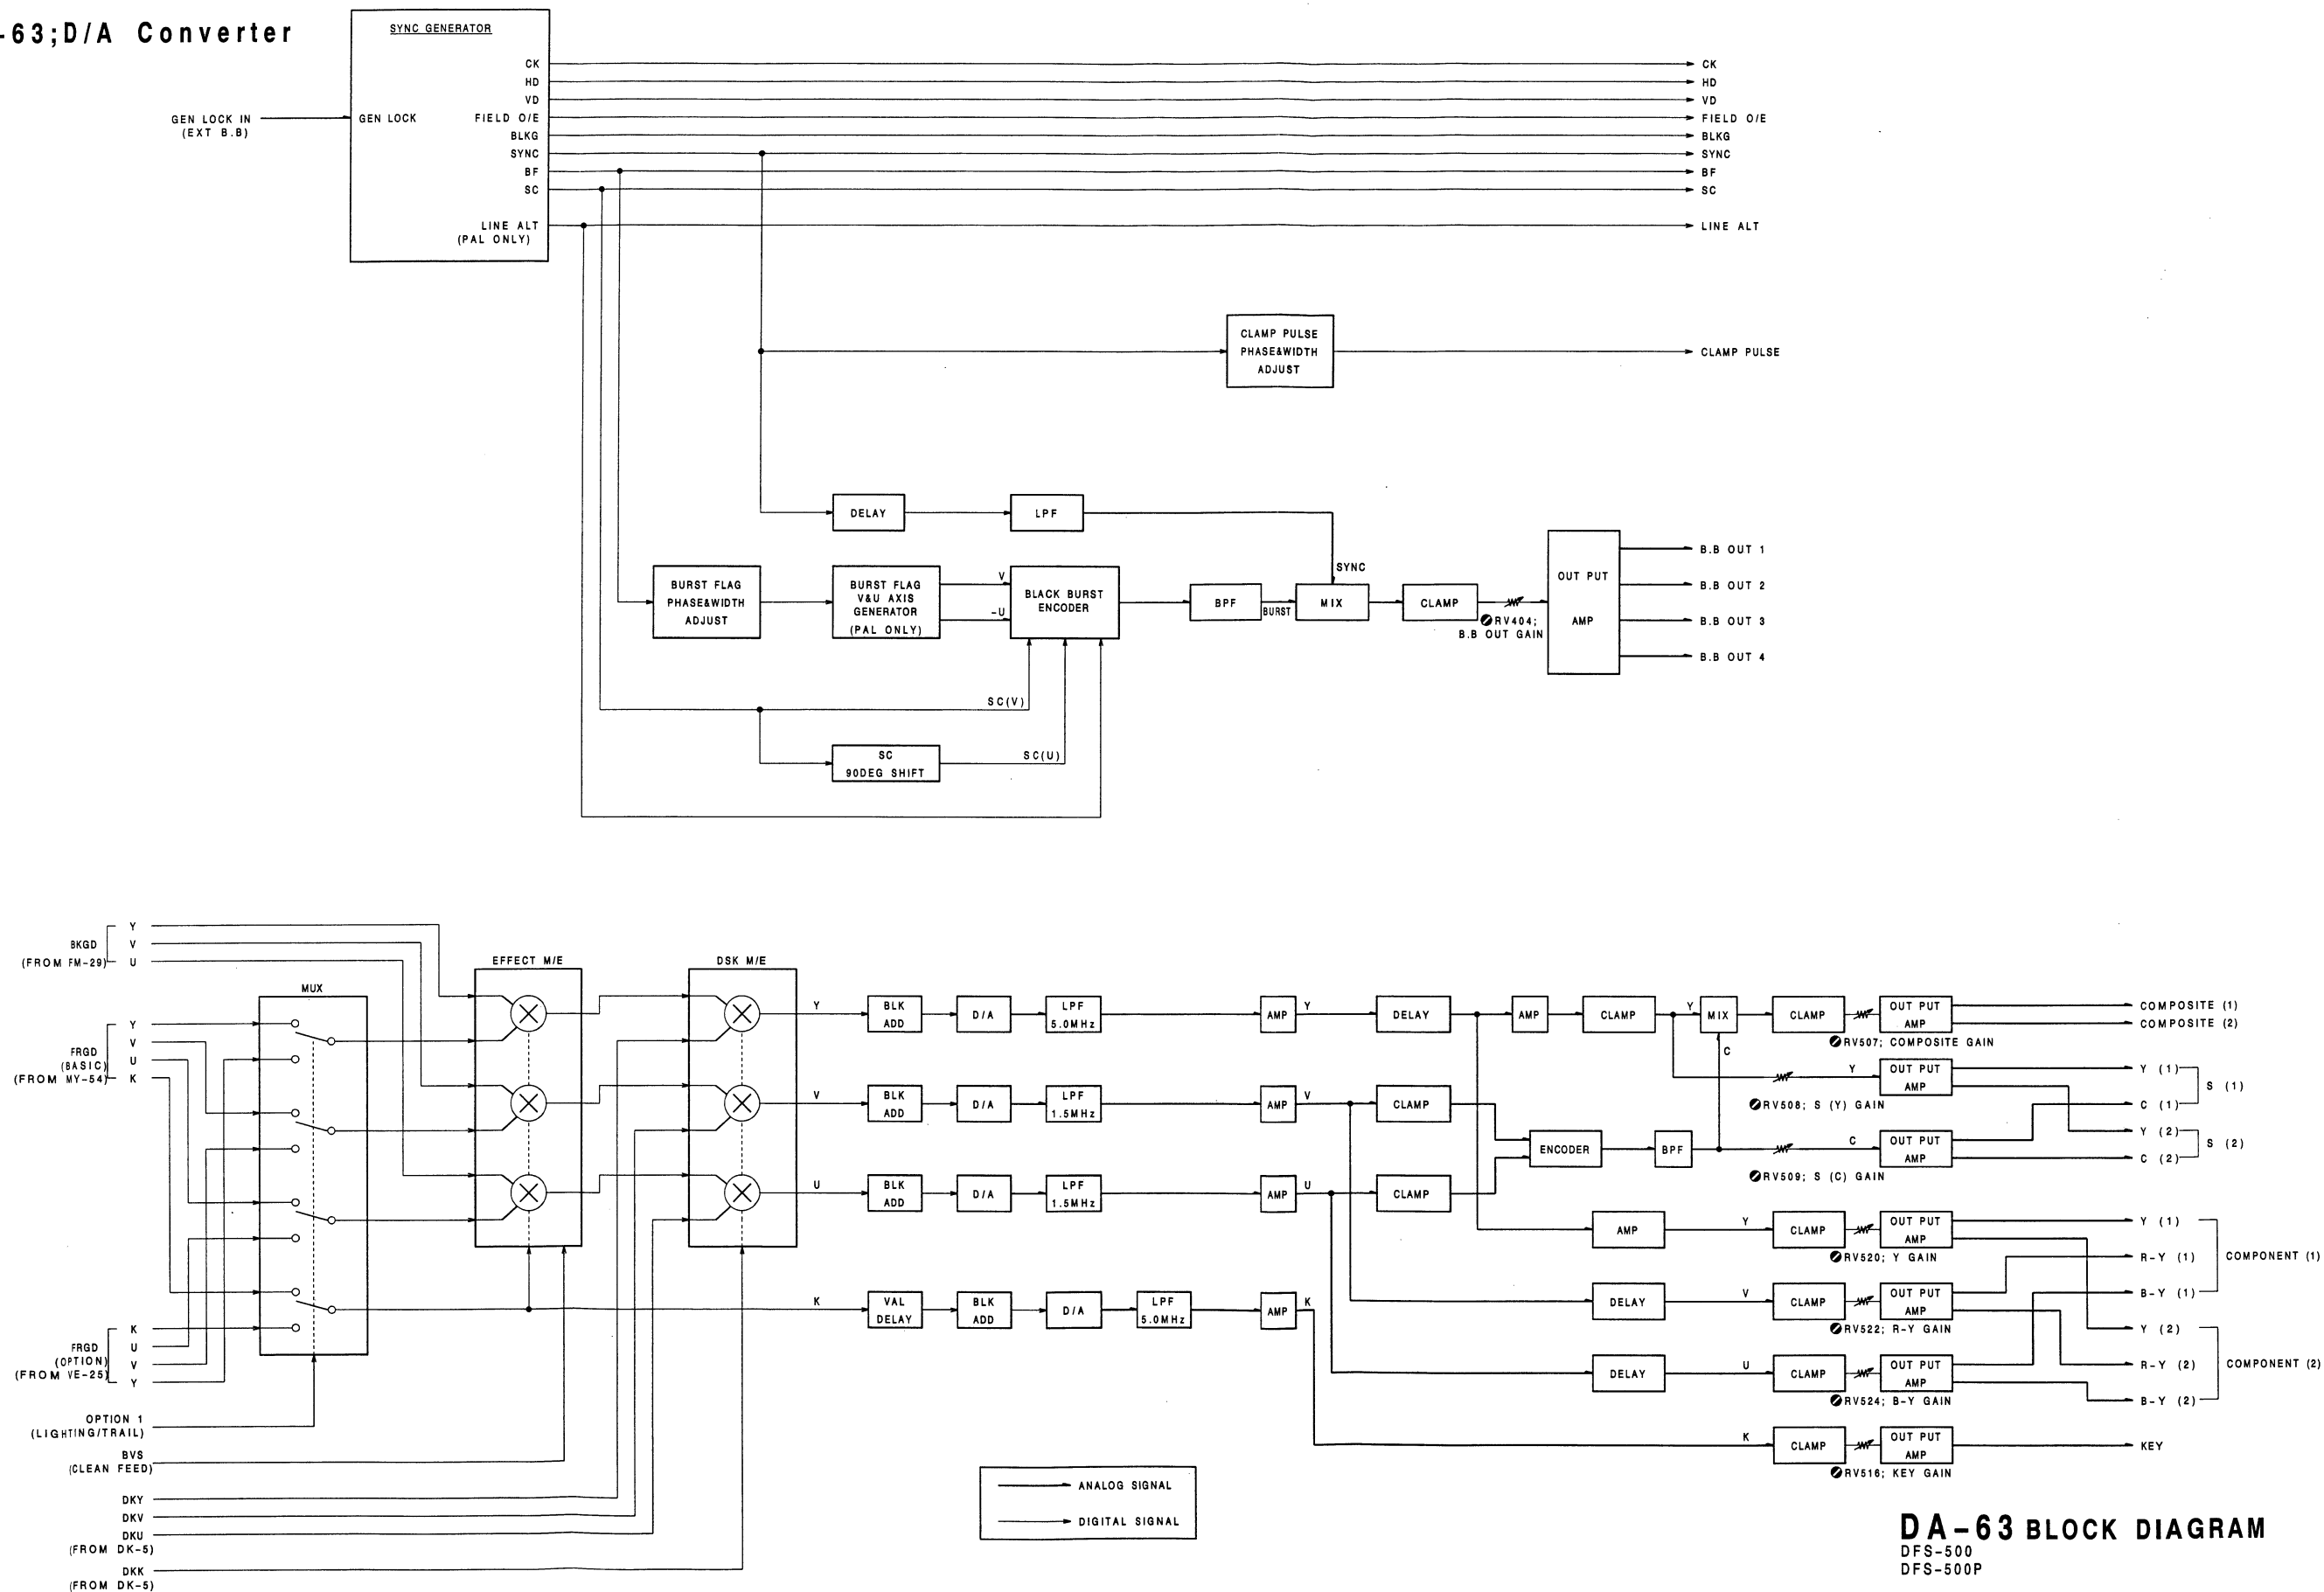 -63;D/A Converter
SYNC GENERATOR
CK
HD
VD
FIELD O/E
BLKG
SYNC
BF
SC
LINE ALT
(PAL ONLY)
GEN LOCK
GEN LOCK IN
(EXT B.B)
CK
HD
VD
FIELD O/E
BLKG
SYNC
BF
SC
LINE ALT
CLAMP PULSE
PHASE&WIDTH
ADJUST
CLAMP PULSE
DELAY
LPF
SYNC
BURST FLAG
PHASE&WIDTH
ADJUST
BURST FLAG
V&U AXIS
GENERATOR
(PAL ONLY)
V
-U
BLACK BURST
ENCODER
BPF
BURST
MIX
CLAMP
RV404;
B.B OUT GAIN
OUT PUT
AMP
B.B OUT 1
B.B OUT 2
B.B OUT 3
B.B OUT 4
SC(V)
SC
90DEG SHIFT
SC(U)
BKGD
(FROM FM-29)
Y
V
U
FRGD
(BASIC)
(FROM MY-54)
Y
V
U
K
FRGD
(OPTION)
(FROM VE-25)
K
U
V
Y
OPTION 1
(LIGHTING/TRAIL)
BVS
(CLEAN FEED)
DKY
DKV
DKU
(FROM DK-5)
DKK
(FROM DK-5)
MUX
EFFECT M/E
DSK M/E
Y
BLK
ADD
D/A
LPF
5.0MHz
AMP
Y
DELAY
AMP
CLAMP
Y
MIX
C
CLAMP
OUT PUT
AMP
RV507; COMPOSITE GAIN
COMPOSITE (1)
COMPOSITE (2)
Y
OUT PUT
AMP
RV508; S (Y) GAIN
Y (1)
C (1)
S (1)
Y (2)
C (2)
S (2)
V
BLK
ADD
D/A
LPF
1.5MHz
AMP
V
CLAMP
ENCODER
BPF
C
OUT PUT
AMP
RV509; S (C) GAIN
U
BLK
ADD
D/A
LPF
1.5MHz
AMP
U
CLAMP
AMP
Y
CLAMP
OUT PUT
AMP
RV520; Y GAIN
Y (1)
R-Y (1)
B-Y (1)
COMPONENT (1)
K
VAL
DELAY
BLK
ADD
D/A
LPF
5.0MHz
AMP
K
DELAY
V
CLAMP
OUT PUT
AMP
RV522; R-Y GAIN
Y (2)
R-Y (2)
B-Y (2)
COMPONENT (2)
DELAY
U
CLAMP
OUT PUT
AMP
RV524; B-Y GAIN
K
CLAMP
OUT PUT
AMP
RV516; KEY GAIN
KEY
ANALOG SIGNAL
DIGITAL SIGNAL
DA-63 BLOCK DIAGRAM
DFS-500
DFS-500P